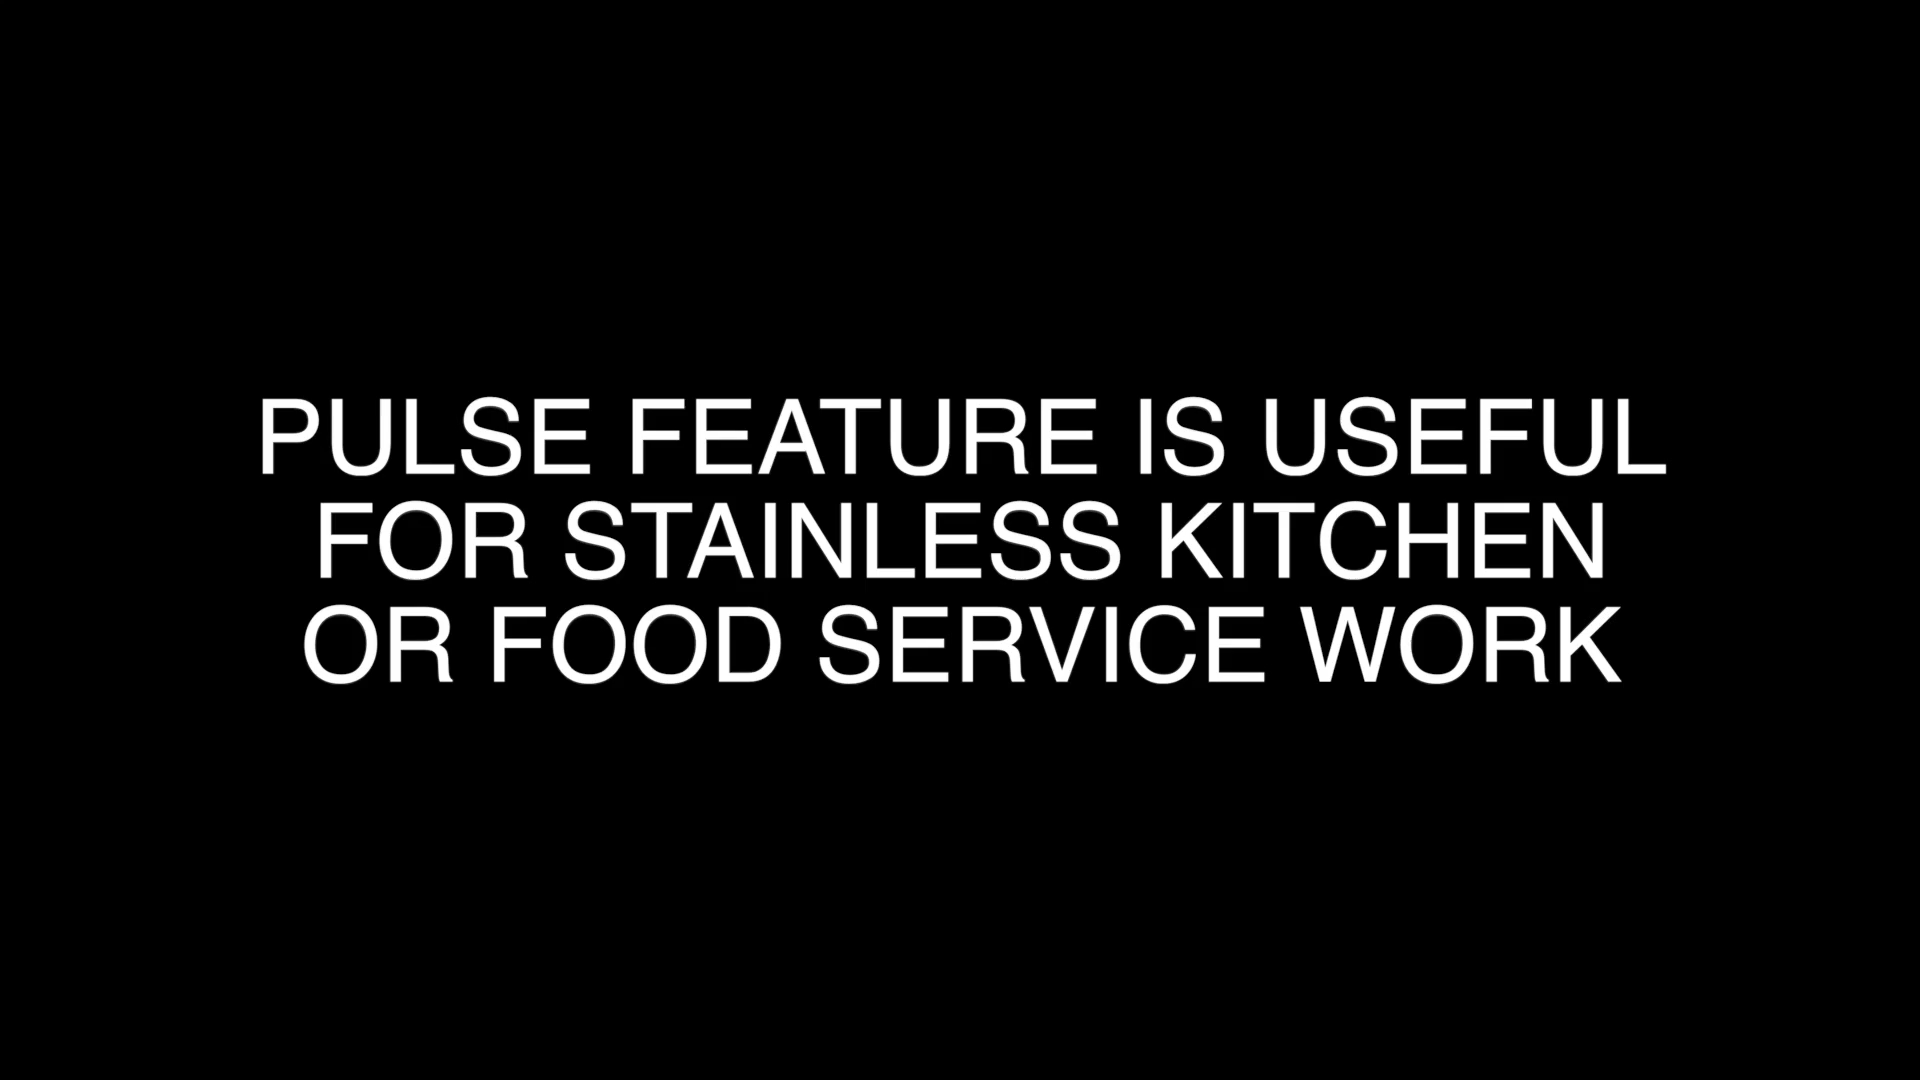 PULSE FEATURE IS USEFUL
FOR STAINLESS KITCHEN
OR FOOD SERVICE WORK